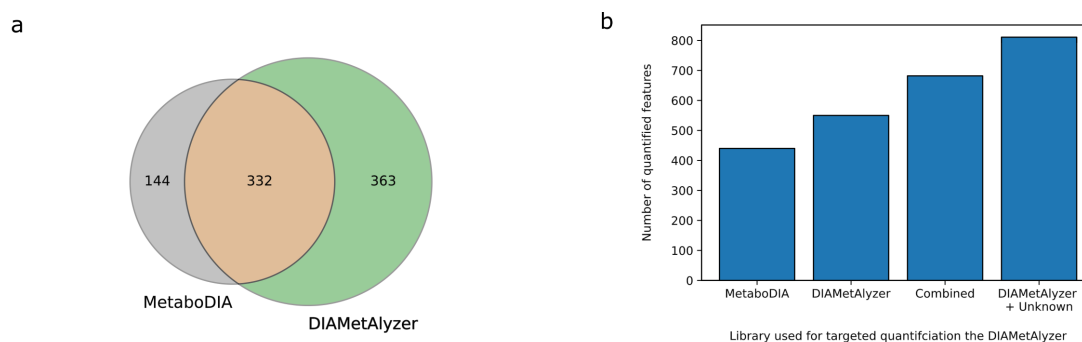 a
144
332
363
MetaboDIA
DIAMetAlyzer
b
Number of quantified features
800
700
600
500
400
300
200
100
0
MetaboDIA
DIAMetAlyzer
Combined
DIAMetAlyzer
+ Unknown
Library used for targeted quantifciation the DIAMetAlyzer